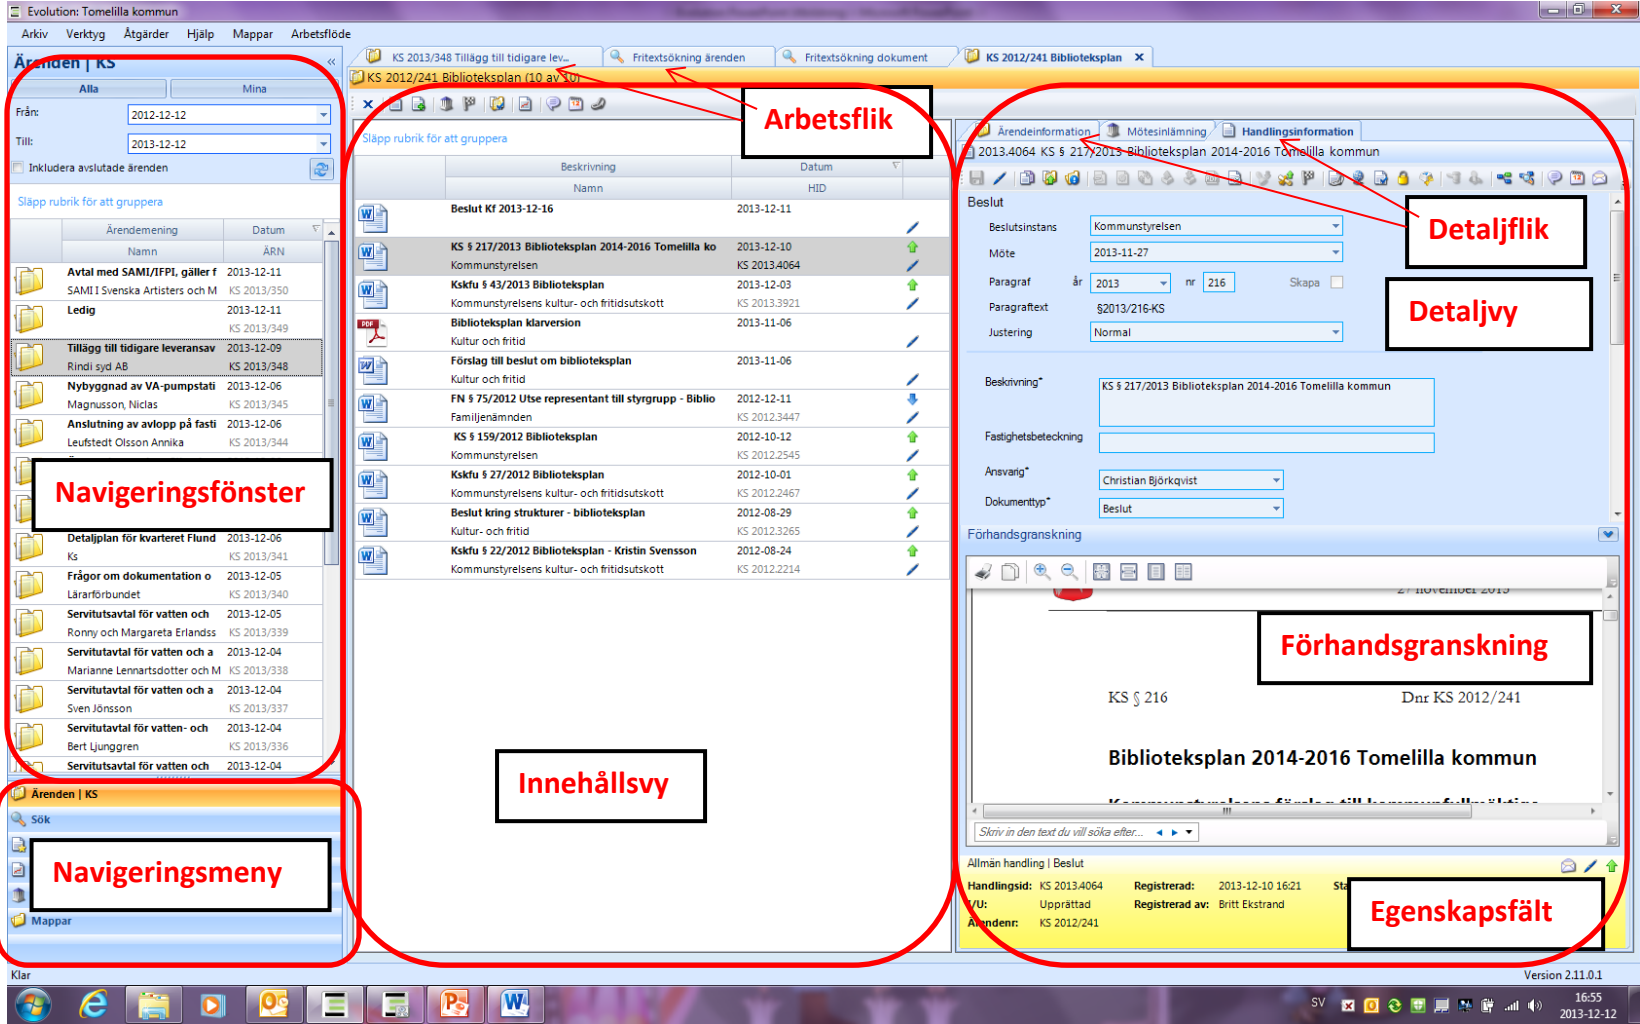 Evolution: Tomelilla kommun
Arkiv Verktyg Åtgärder Hjälp Mappar Arbetsflöde
Ärenden | KS
Alla Mina
Från: 2012-12-12
Till: 2013-12-12
Inkludera avslutade ärenden
Släpp rubrik för att gruppera
Ärendemening Datum
Namn ÄRN
Avtal med SAMI/IFPI, gäller f 2013-12-11
SAMI I Svenska Artisters och M KS 2013/350
Ledig 2013-12-11
KS 2013/349
Tillägg till tidigare leveransav 2013-12-09
Rindi syd AB KS 2013/348
Nybyggnad av VA-pumpstati 2013-12-06
Magnusson, Niclas KS 2013/345
Anslutning av avlopp på fasti 2013-12-06
Leufstedt Olsson Annika KS 2013/344
Navigeringsfönster
Detaljplan för kvarteret Flund 2013-12-06
Ks KS 2013/341
Frågor om dokumentation o 2013-12-05
Lärarförbundet KS 2013/340
Servitutsavtal för vatten och 2013-12-05
Ronny och Margareta Erlandss KS 2013/339
Servitutavtal för vatten och a 2013-12-04
Marianne Lennartsdotter och M KS 2013/338
Servitutavtal för vatten och a 2013-12-04
Sven Jönsson KS 2013/337
Servitutavtal för vatten- och 2013-12-04
Bert Ljunggren KS 2013/336
Servitutsavtal för vatten och 2013-12-04
Ärenden | KS
Sök
Navigeringsmeny
Mappar
Klar
KS 2013/348 Tillägg till tidigare lev... Fritextsökning ärenden Fritextsökning dokument KS 2012/241 Biblioteksplan
KS 2012/241 Biblioteksplan (10 av 10)
Arbetsflik
Släpp rubrik för att gruppera
Beskrivning Datum
Namn HID
Beslut Kf 2013-12-16 2013-12-11
KS § 217/2013 Biblioteksplan 2014-2016 Tomelilla ko 2013-12-10
Kommunstyrelsen KS 2013.4064
Kskfu § 43/2013 Biblioteksplan 2013-12-03
Kommunstyrelsens kultur- och fritidsutskott KS 2013.3921
Biblioteksplan klarversion 2013-11-06
Kultur och fritid
Förslag till beslut om biblioteksplan 2013-11-06
Kultur och fritid
FN § 75/2012 Utse representant till styrgrupp - Biblio 2012-12-11
Familjenämnden KS 2012.3447
KS § 159/2012 Biblioteksplan 2012-10-12
Kommunstyrelsen KS 2012.2545
Kskfu § 27/2012 Biblioteksplan 2012-10-01
Kommunstyrelsens kultur- och fritidsutskott KS 2012.2467
Beslut kring strukturer - biblioteksplan 2012-08-29
Kultur- och fritid KS 2012.3265
Kskfu § 22/2012 Biblioteksplan - Kristin Svensson 2012-08-24
Kommunstyrelsens kultur- och fritidsutskott KS 2012.2214
Innehållsvy
Ärendeinformation Mötesinlämning Handlingsinformation
2013.4064 KS § 217/2013 Biblioteksplan 2014-2016 Tomelilla kommun
Beslut
Beslutsinstans Kommunstyrelsen
Möte 2013-11-27
Paragraf år 2013 nr 216 Skapa
Paragraftext §2013/216-KS
Justering Normal
Detaljflik
Detaljvy
Beskrivning* KS § 217/2013 Biblioteksplan 2014-2016 Tomelilla kommun
Fastighetsbeteckning
Ansvarig* Christian Björkqvist
Dokumenttyp* Beslut
Förhandsgranskning
27 november 2013
Förhandsgranskning
KS § 216 Dnr KS 2012/241
Biblioteksplan 2014-2016 Tomelilla kommun
Kommunstyrelsens förslag till kommunfullmäktige
Skriv in den text du vill söka efter...
Allmän handling | Beslut
Handlingsid: KS 2013.4064 Registrerad: 2013-12-10 16:21
I/U: Upprättad Registrerad av: Britt Ekstrand
Ärendenr: KS 2012/241
Egenskapsfält
Version 2.11.0.1
SV 16:55
2013-12-12